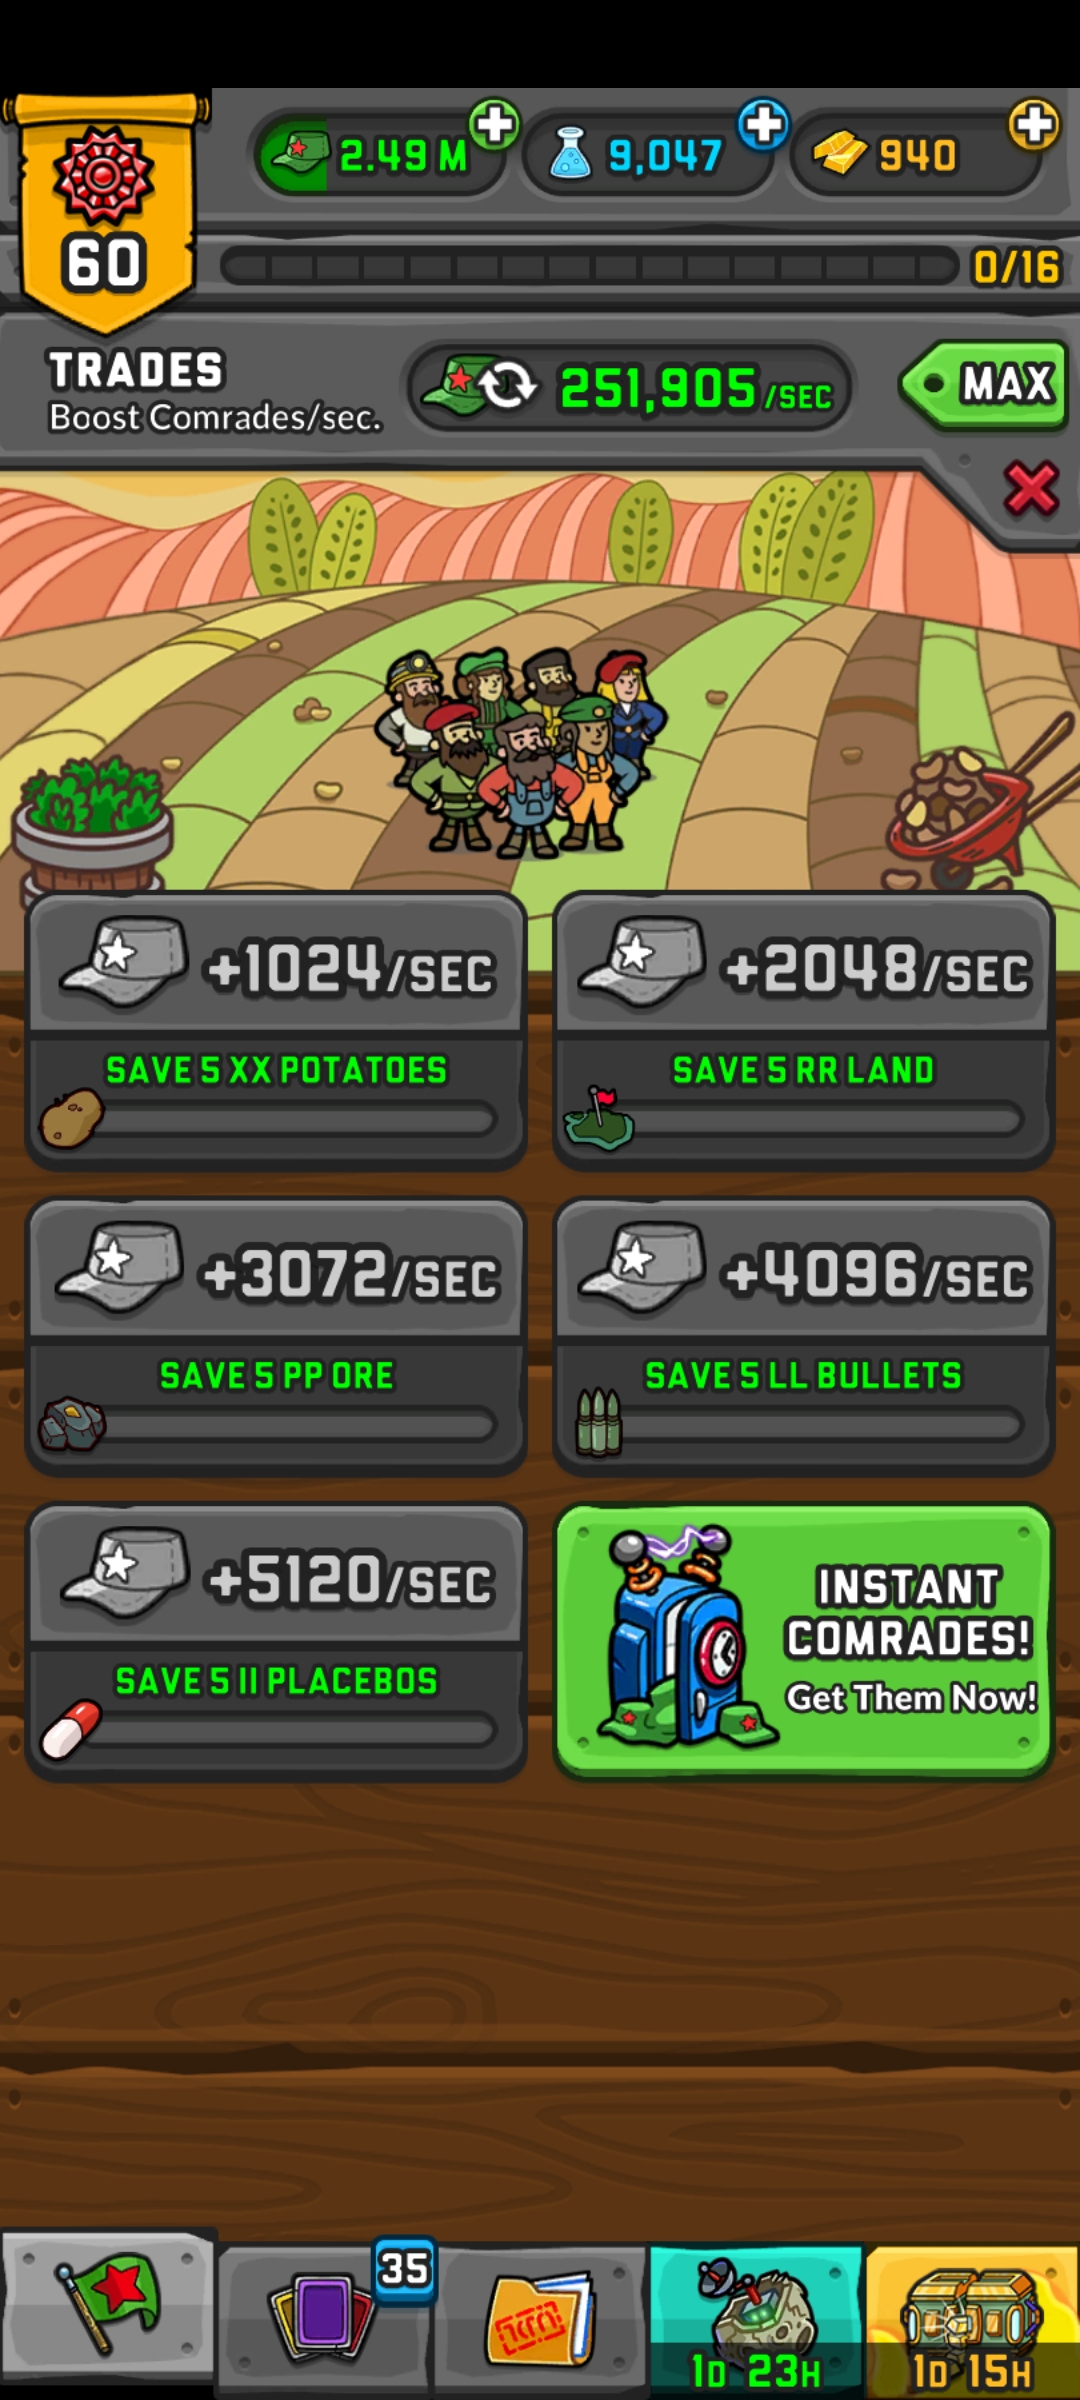 2.49 M
9,047
940
60
0/16
TRADES
Boost Comrades/sec.
251,905/SEC
MAX
+1024/SEC
SAVE 5 XX POTATOES
+2048/SEC
SAVE 5 RR LAND
+3072/SEC
SAVE 5 PP ORE
+4096/SEC
SAVE 5 LL BULLETS
+5120/SEC
SAVE 5 II PLACEBOS
INSTANT
COMRADES!
Get Them Now!
35
1D 23H
1D 15H